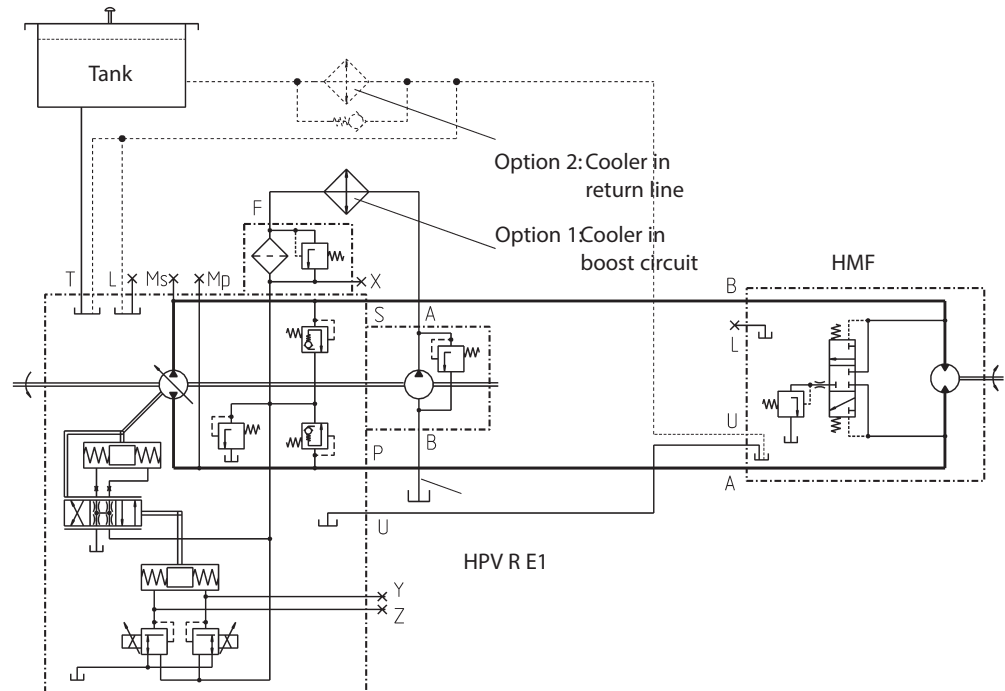 Tank
Option 2: Cooler in
return line
Option 1: Cooler in
boost circuit
F
HMF
T
L
Ms
Mp
X
B
S
A
L
U
B
P
A
U
HPV R E1
Y
Z